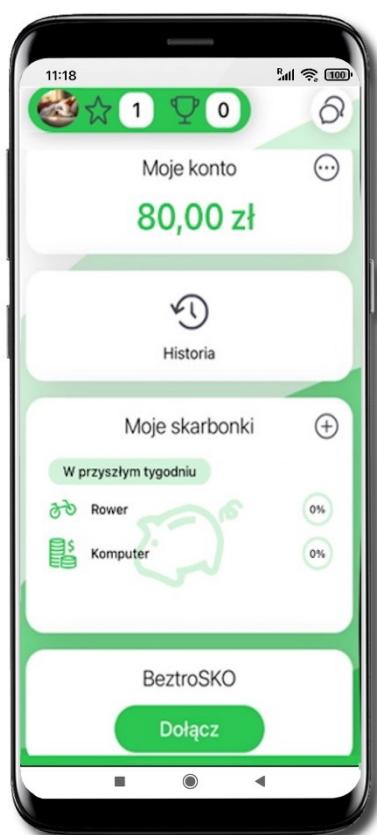 11:18
R
100
1
0
Moje konto
80,00 zł
Historia
Moje skarbonki
W przyszłym tygodniu
Rower
0%
$
Komputer
0%
BeztroSKO
Dołącz